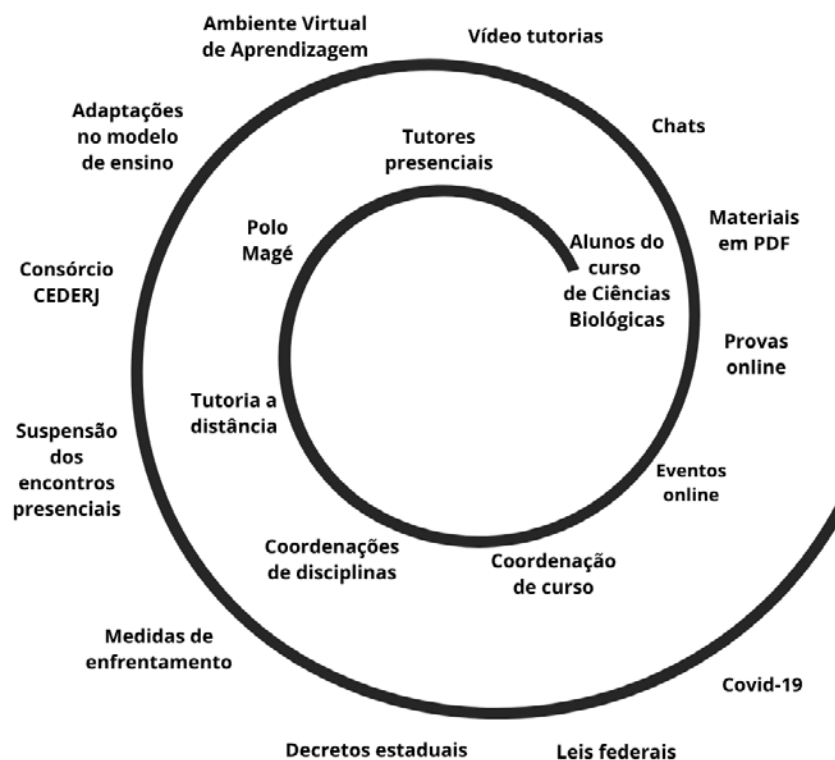 Ambiente Virtual
de Aprendizagem
Vídeo tutorias
Adaptações
no modelo
de ensino
Chats
Tutores
presenciais
Materiais
em PDF
Polo
Magé
Alunos do
curso
de Ciências
Biológicas
Consórcio
CEDERJ
Provas
online
Tutoria a
distância
Suspensão
dos
encontros
presenciais
Eventos
online
Coordenações
de disciplinas
Coordenação
de curso
Medidas de
enfrentamento
Covid-19
Decretos estaduais
Leis federais